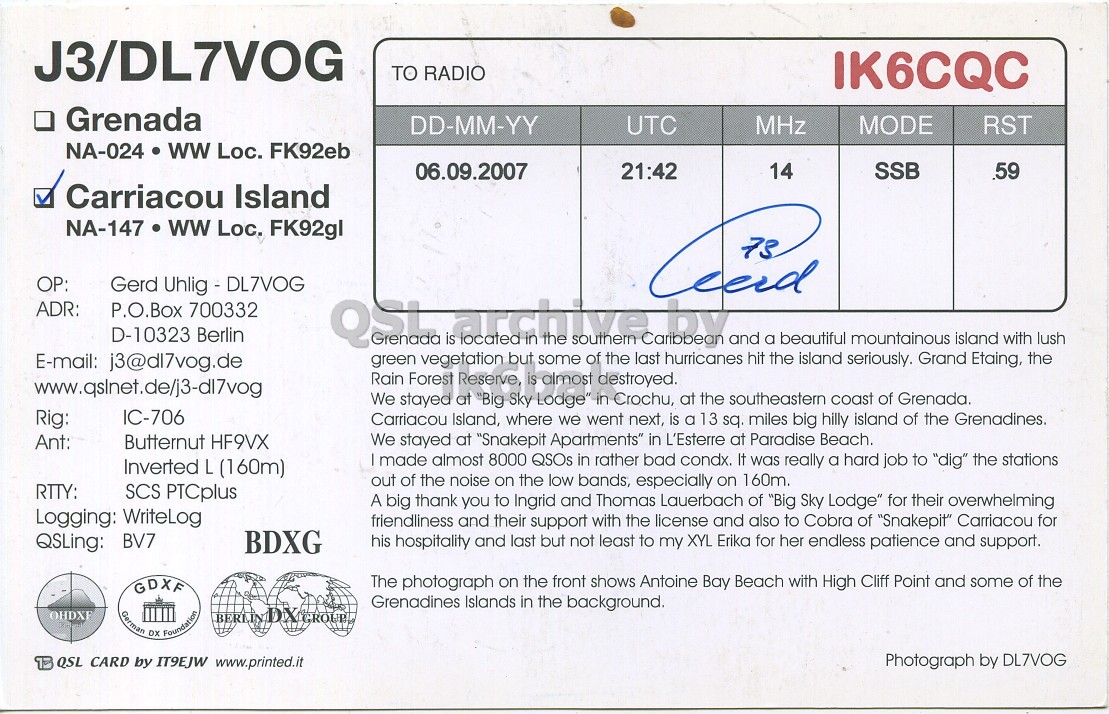 J3/DL7VOG
Grenada
NA-024 • WW Loc. FK92eb
Carriacou Island
NA-147 • WW Loc. FK92gl
TO RADIO
IK6CQC
DD-MM-YY UTC MHz MODE RST
06.09.2007 21:42 14 SSB 59
73
Gerd
OP: Gerd Uhlig - DL7VOG
ADR: P.O.Box 700332
D-10323 Berlin
E-mail: j3@dl7vog.de
www.qslnet.de/j3-dl7vog
Rig: IC-706
Ant: Butternut HF9VX
Inverted L (160m)
RTTY: SCS PTCplus
Logging: WriteLog
QSLing: BV7
BDXG
OHDXF
GDXF
German DX Foundation
BERLIN DX GROUP
QSL CARD by IT9EJW www.printed.it
QSL archive by
ik6bak
Grenada is located in the southern Caribbean and a beautiful mountainous island with lush
green vegetation but some of the last hurricanes hit the island seriously. Grand Etaing, the
Rain Forest Reserve, is almost destroyed.
We stayed at "Big Sky Lodge" in Crochu, at the southeastern coast of Grenada.
Carriacou Island, where we went next, is a 13 sq. miles big hilly island of the Grenadines.
We stayed at "Snakepit Apartments" in L'Esterre at Paradise Beach.
I made almost 8000 QSOs in rather bad condx. It was really a hard job to "dig" the stations
out of the noise on the low bands, especially on 160m.
A big thank you to Ingrid and Thomas Lauerbach of "Big Sky Lodge" for their overwhelming
friendliness and their support with the license and also to Cobra of "Snakepit" Carriacou for
his hospitality and last but not least to my XYL Erika for her endless patience and support.
The photograph on the front shows Antoine Bay Beach with High Cliff Point and some of the
Grenadines Islands in the background.
Photograph by DL7VOG